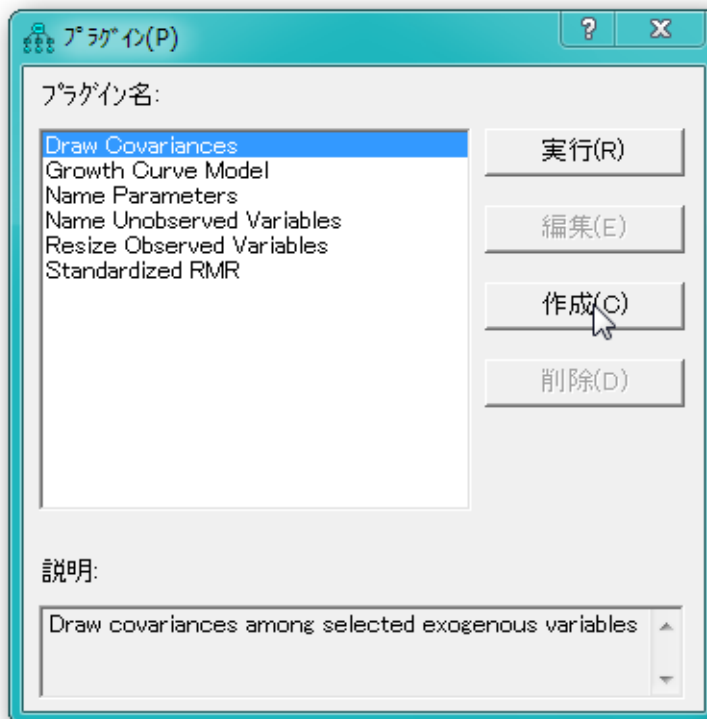 プラグイン(P)
プラグイン名:
Draw Covariances
Growth Curve Model
Name Parameters
Name Unobserved Variables
Resize Observed Variables
Standardized RMR
実行(R)
編集(E)
作成(C)
削除(D)
説明:
Draw covariances among selected exogenous variables